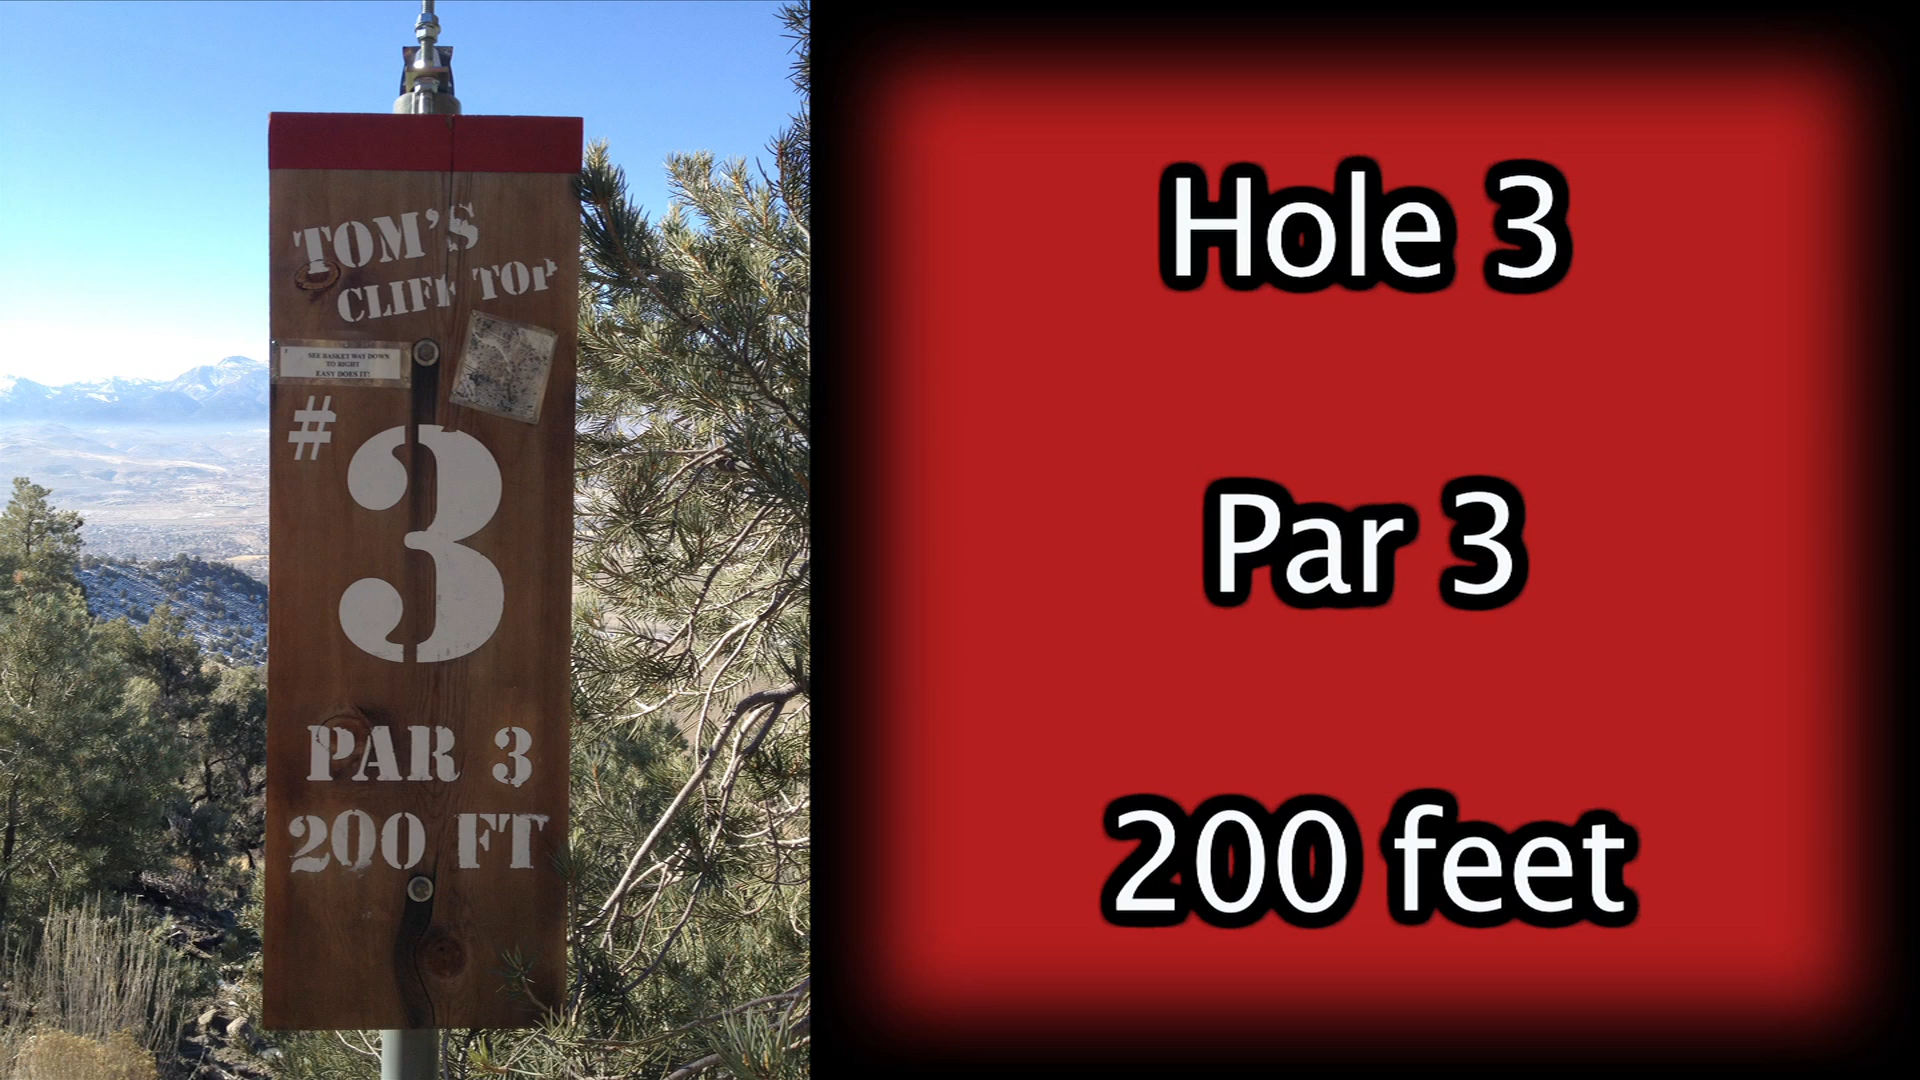 TOM'S
CLIFF TOP
SEE BASKET WAY DOWN
TO RIGHT
EASY DOES IT!
#
3
PAR 3
200 FT
Hole 3
Par 3
200 feet